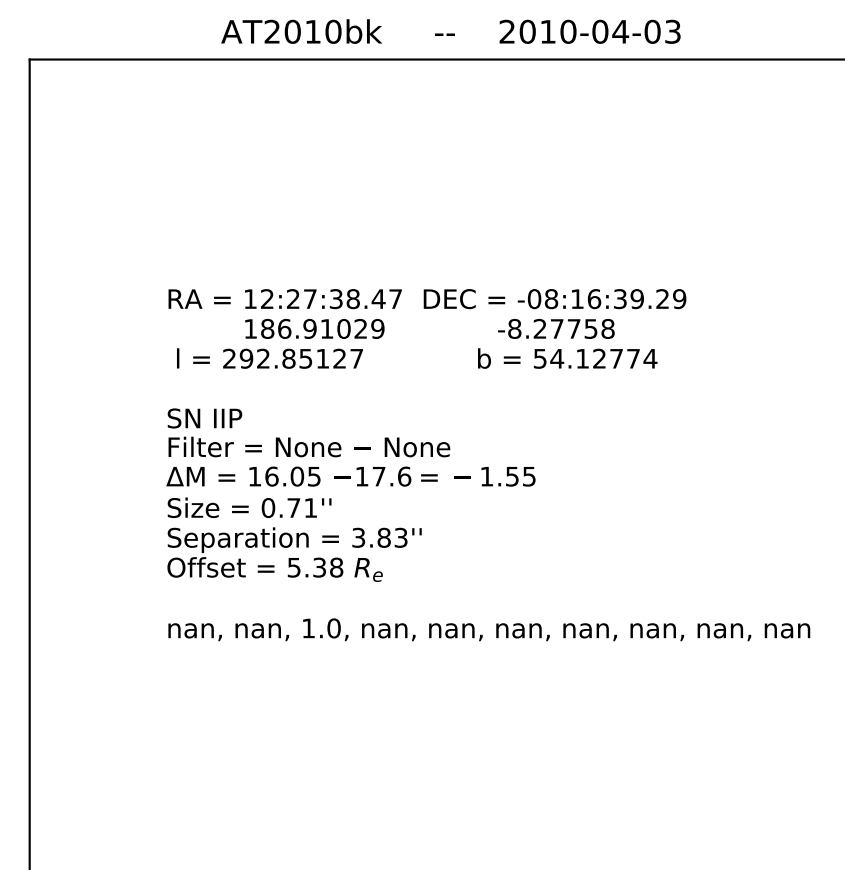 AT2010bk -- 2010-04-03
RA = 12:27:38.47 DEC = -08:16:39.29
186.91029 -8.27758
l = 292.85127 b = 54.12774
SN IIP
Filter = None − None
ΔM = 16.05 −17.6 = − 1.55
Size = 0.71''
Separation = 3.83''
Offset = 5.38 Re
nan, nan, 1.0, nan, nan, nan, nan, nan, nan, nan